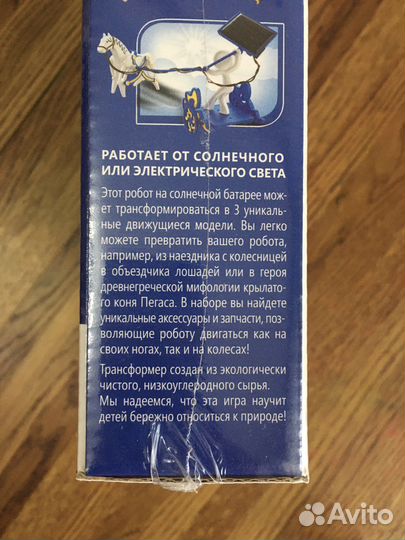 РАБОТАЕТ ОТ СОЛНЕЧНОГО
ИЛИ ЭЛЕКТРИЧЕСКОГО СВЕТА
Этот робот на солнечной батарее мож-
ет трансформироваться в 3 уникаль-
ные движущиеся модели. Вы легко
можете превратить вашего робота,
например, из наездника с колесницей
в объездчика лошадей или в героя
древнегреческой мифологии крылато-
го коня Пегаса. В наборе вы найдете
уникальные аксессуары и запчасти, поз-
воляющие роботу двигаться как на
своих ногах, так и на колесах!
Трансформер создан из экологически
чистого, низкоуглеродного сырья.
Мы надеемся, что эта игра научит
детей бережно относиться к природе!
Avito